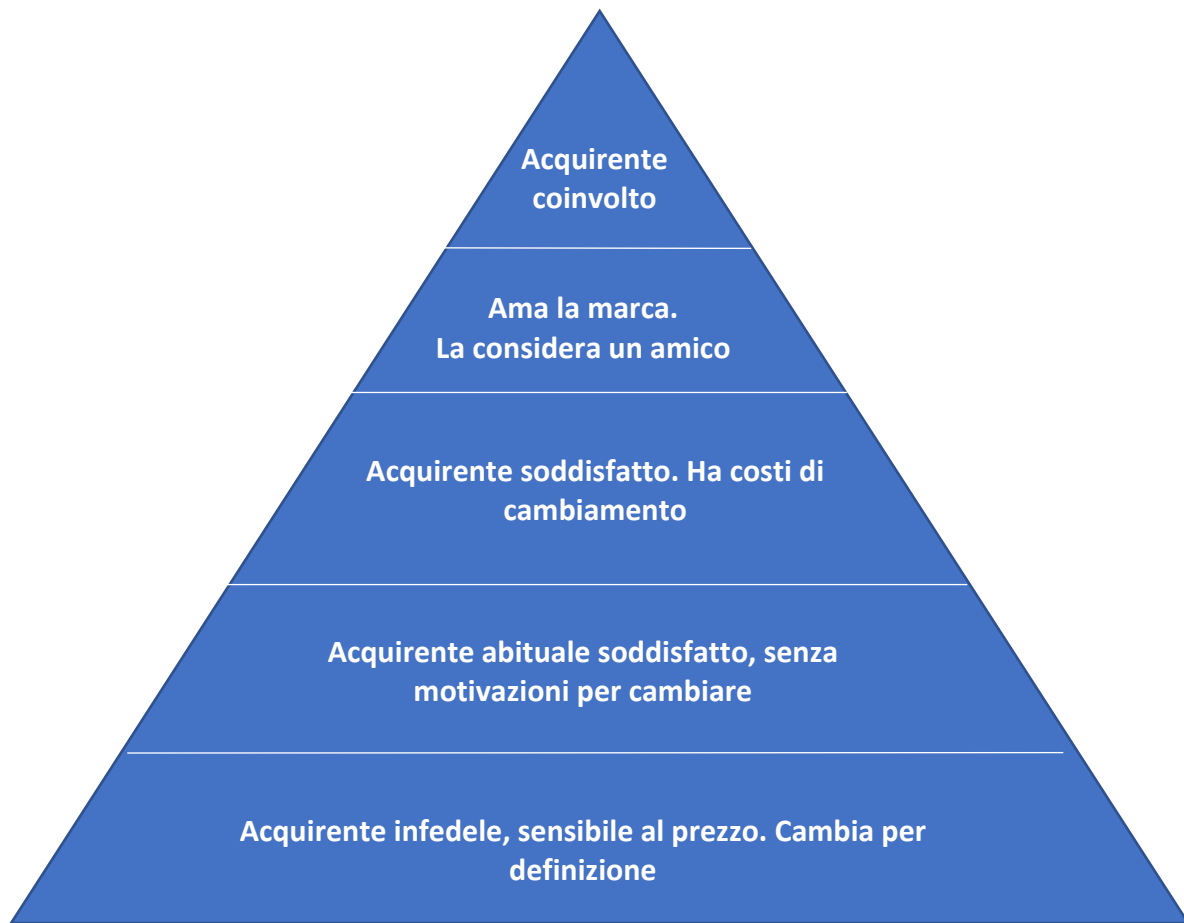 Acquirente
coinvolto
Ama la marca.
La considera un amico
Acquirente soddisfatto. Ha costi di
cambiamento
Acquirente abituale soddisfatto, senza
motivazioni per cambiare
Acquirente infedele, sensibile al prezzo. Cambia per
definizione